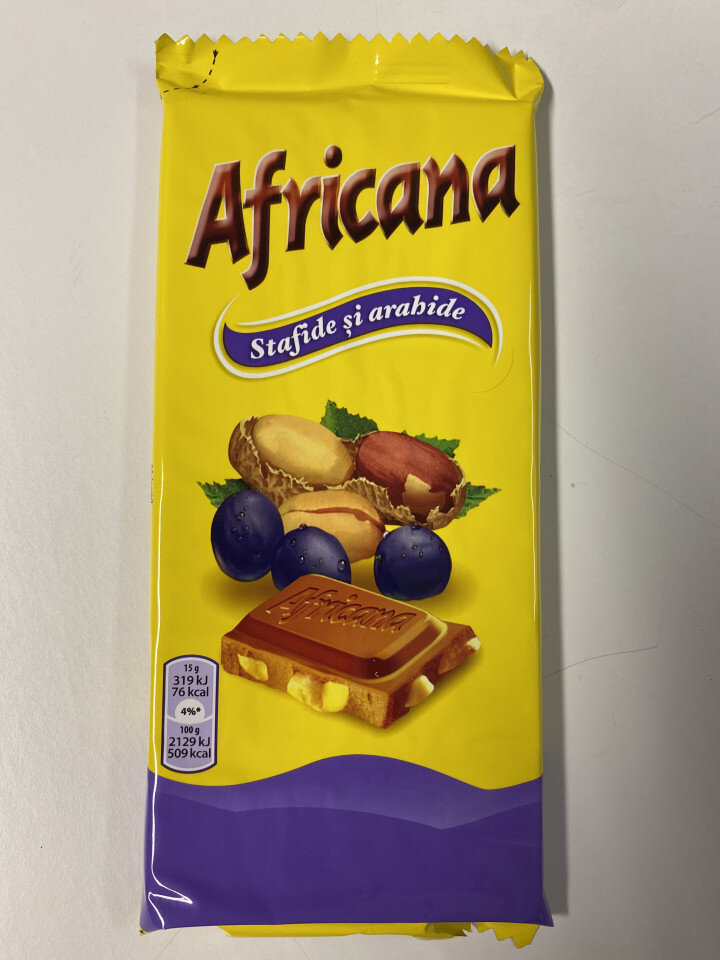 Africana
Stafide și arahide
Africana
15 g
319 kJ
76 kcal
4%*
100 g
2129 kJ
509 kcal